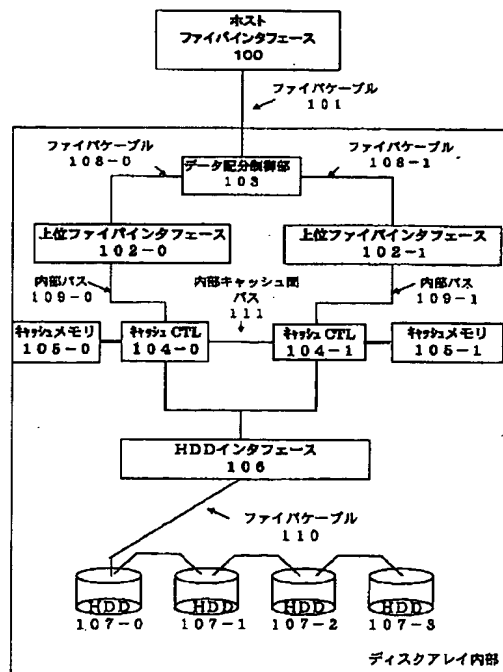 ホスト
ファイバインタフェース
100
ファイバケーブル
101
ファイバケーブル
108-0
ファイバケーブル
108-1
データ配分制御部
103
上位ファイバインタフェース
102-0
上位ファイバインタフェース
102-1
内部バス
109-0
内部キャッシュ間
バス
111
内部バス
109-1
キャッシュメモリ
105-0
キャッシュCTL
104-0
キャッシュCTL
104-1
キャッシュメモリ
105-1
HDDインタフェース
106
ファイバケーブル
110
HDD
107-0
HDD
107-1
HDD
107-2
HDD
107-3
ディスクアレイ内部